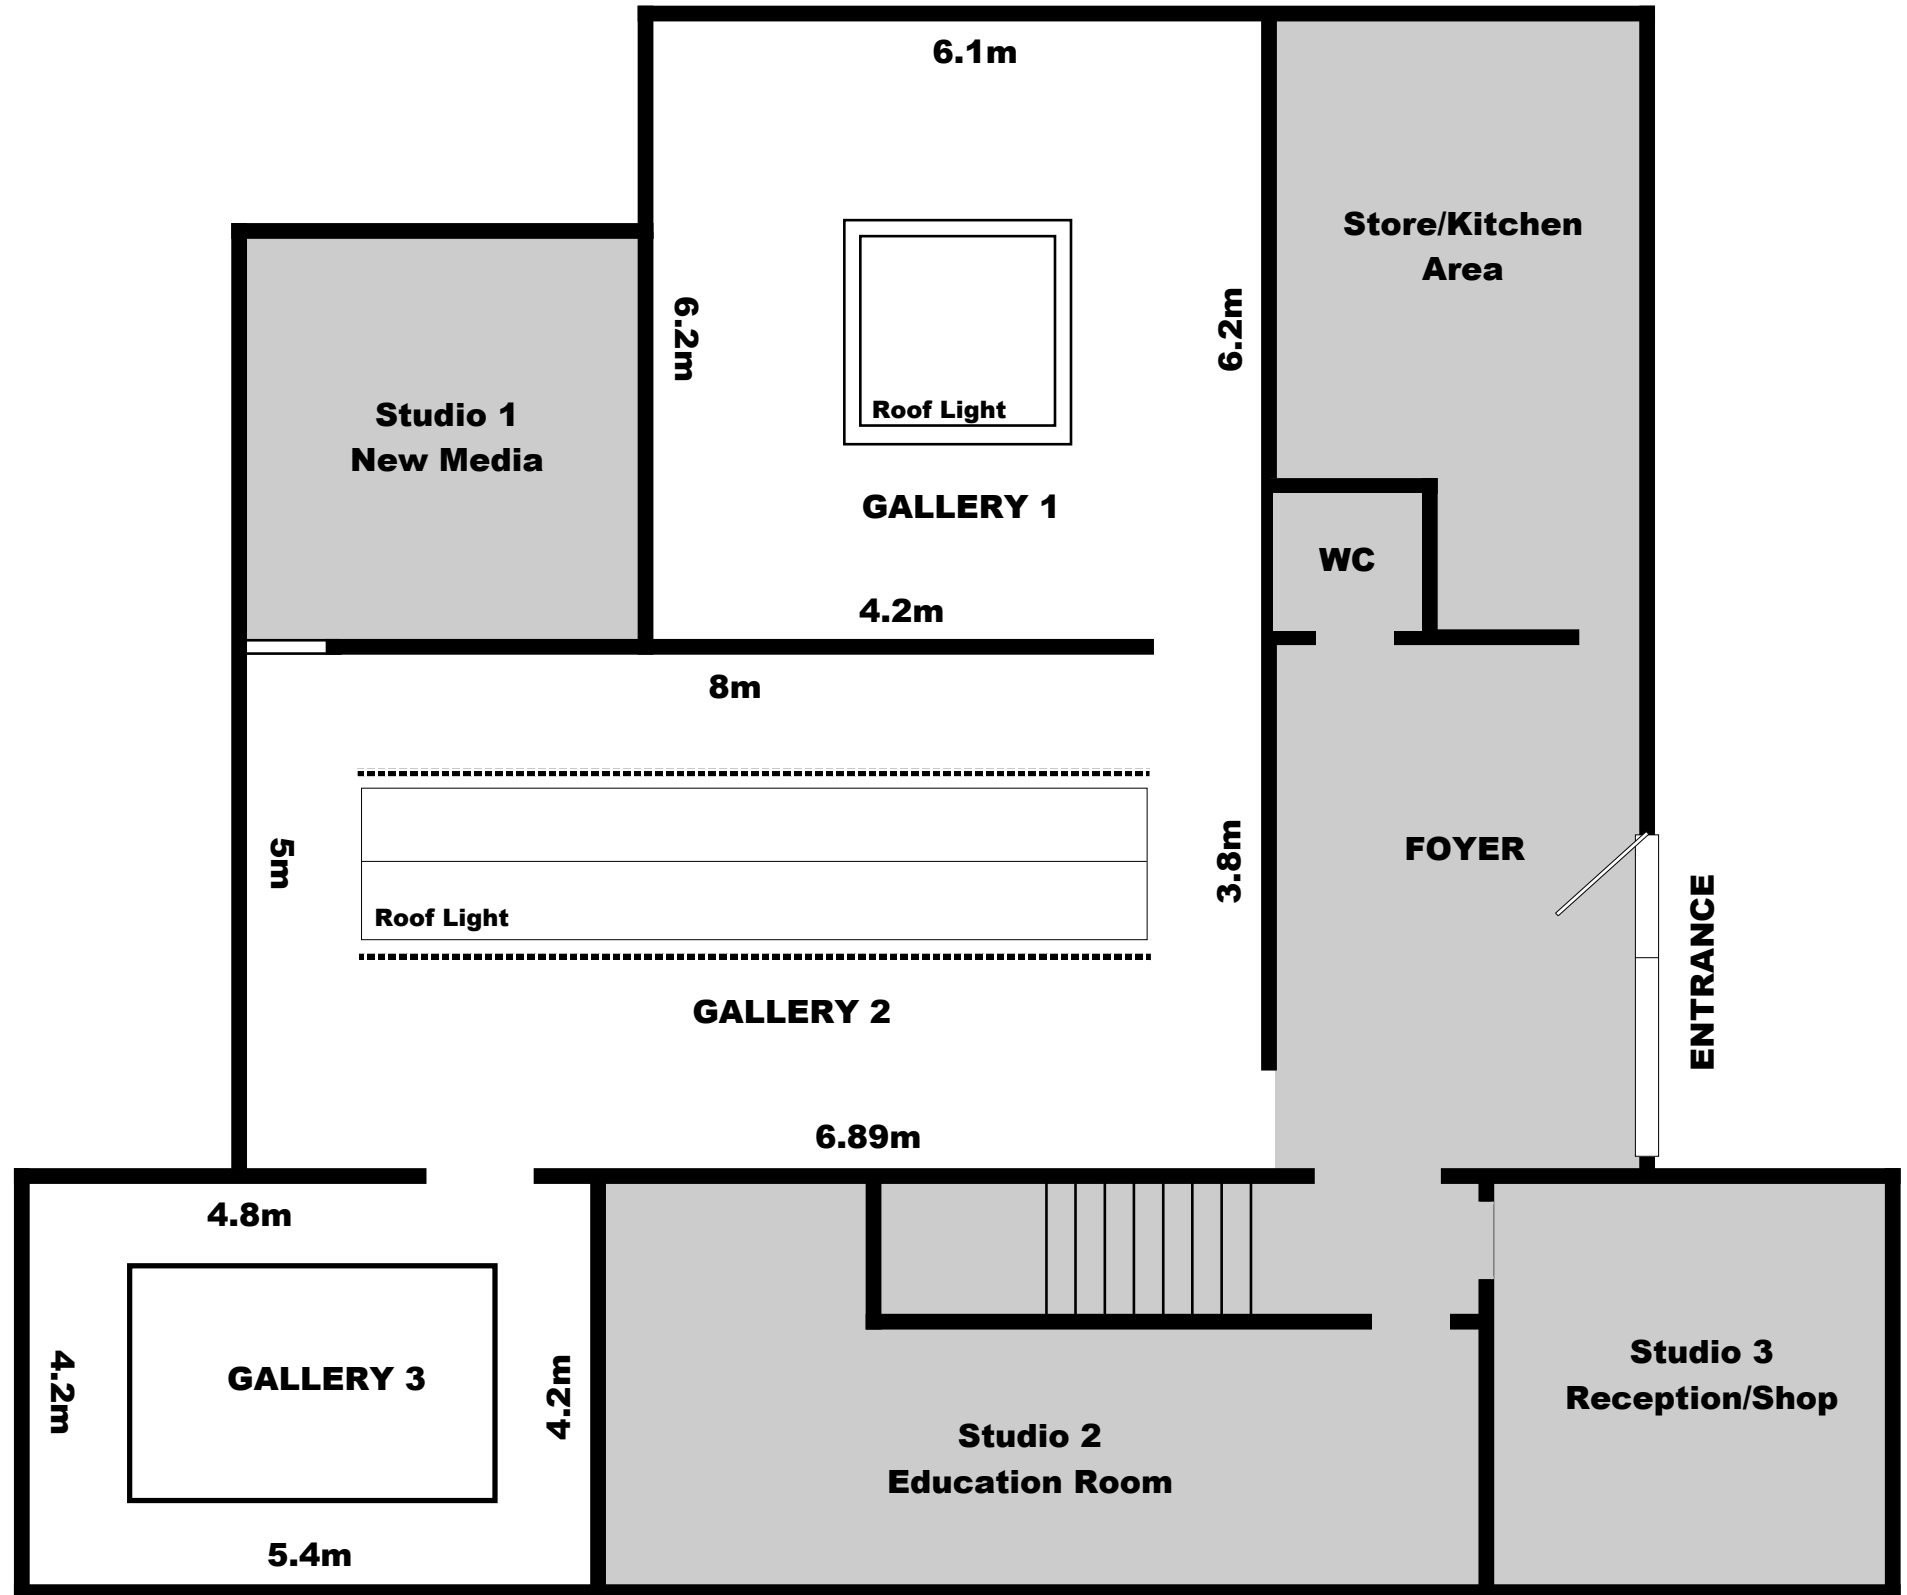 6.1m
Store/Kitchen
Area
6.2m
6.2m
Roof Light
Studio 1
New Media
GALLERY 1
WC
4.2m
8m
5m
3.8m
FOYER
Roof Light
ENTRANCE
GALLERY 2
6.89m
4.8m
4.2m
GALLERY 3
4.2m
Studio 3
Reception/Shop
Studio 2
Education Room
5.4m